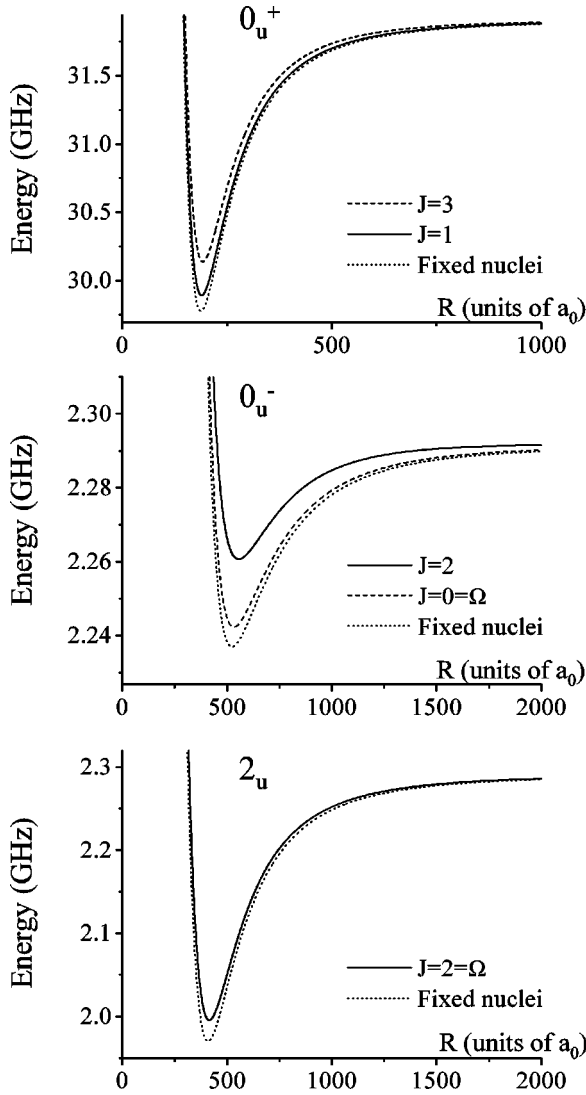 0u+
Energy (GHz)
31.5
31.0
30.5
30.0
J=3
J=1
Fixed nuclei
R (units of a0)
0
500
1000
0u-
Energy (GHz)
2.30
2.28
2.26
2.24
J=2
J=0=Ω
Fixed nuclei
R (units of a0)
0
500
1000
1500
2000
2u
Energy (GHz)
2.3
2.2
2.1
2.0
J=2=Ω
Fixed nuclei
R (units of a0)
0
500
1000
1500
2000